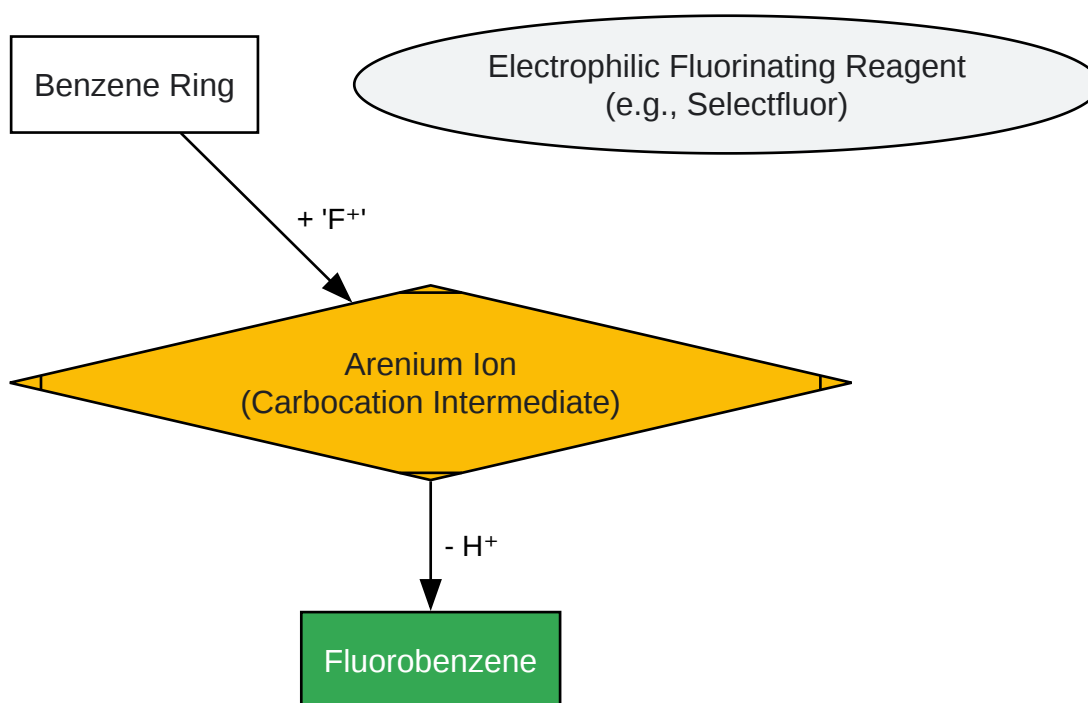 Benzene Ring
Electrophilic Fluorinating Reagent
(e.g., Selectfluor)
+ 'F⁺'
Arenium Ion
(Carbocation Intermediate)
- H⁺
Fluorobenzene